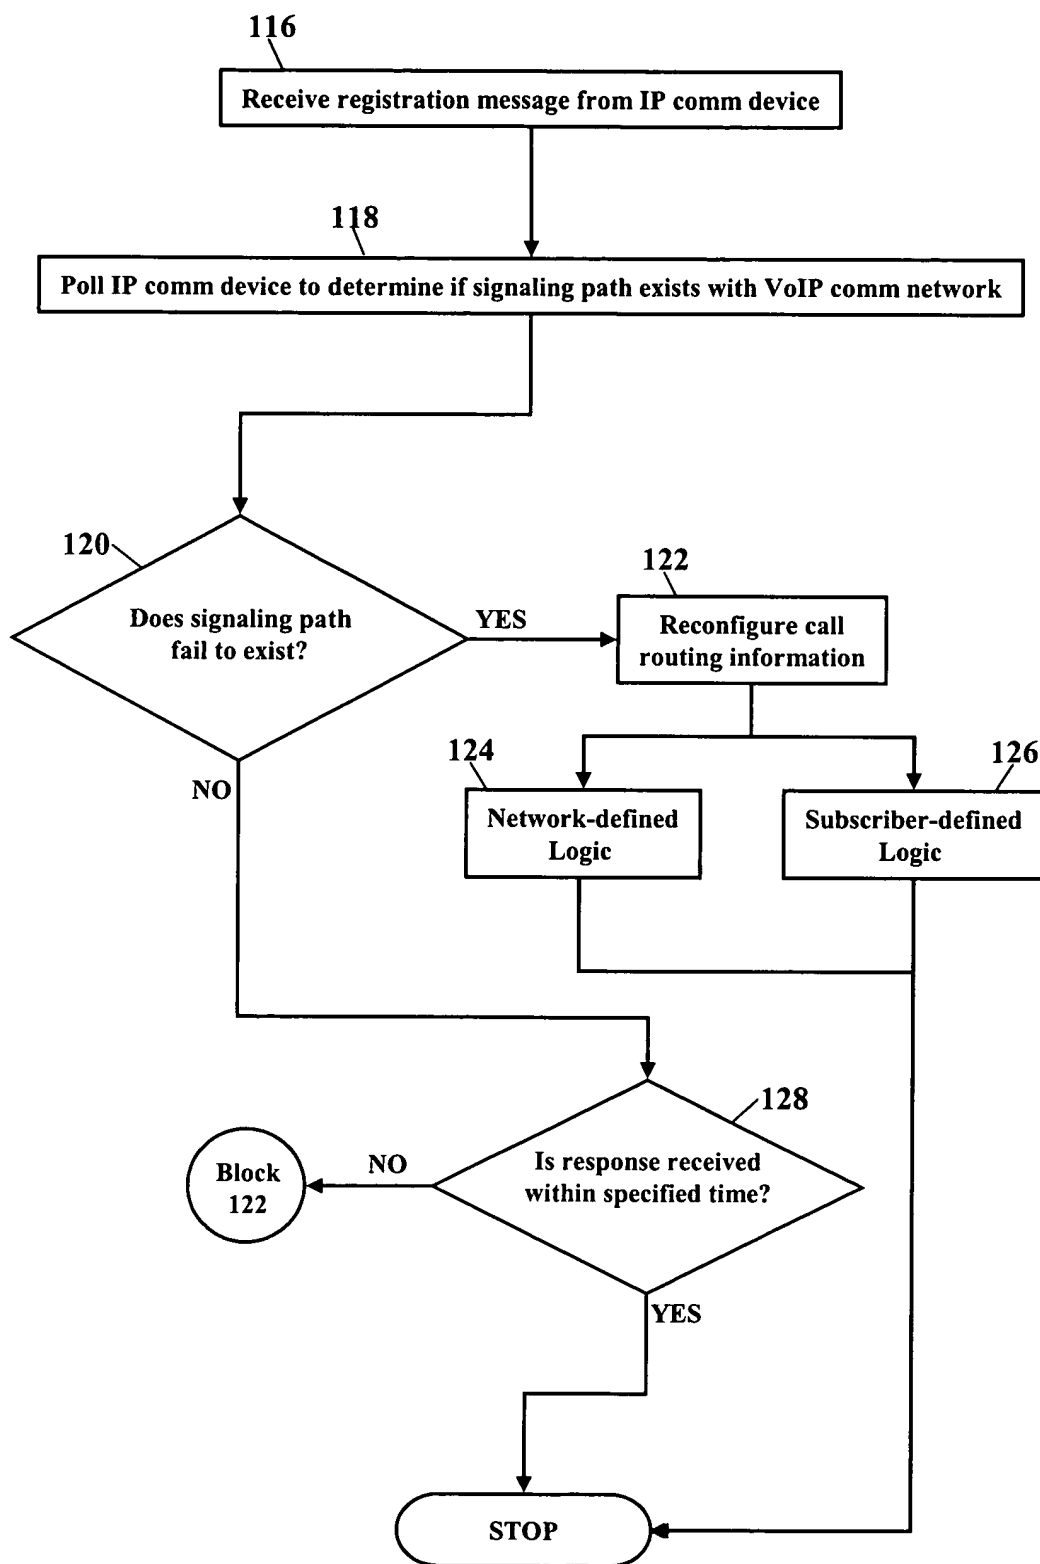 116
Receive registration message from IP comm device
118
Poll IP comm device to determine if signaling path exists with VoIP comm network
120
Does signaling path
fail to exist?
YES
122
Reconfigure call
routing information
NO
124
Network-defined
Logic
126
Subscriber-defined
Logic
128
Is response received
within specified time?
NO
Block
122
YES
STOP